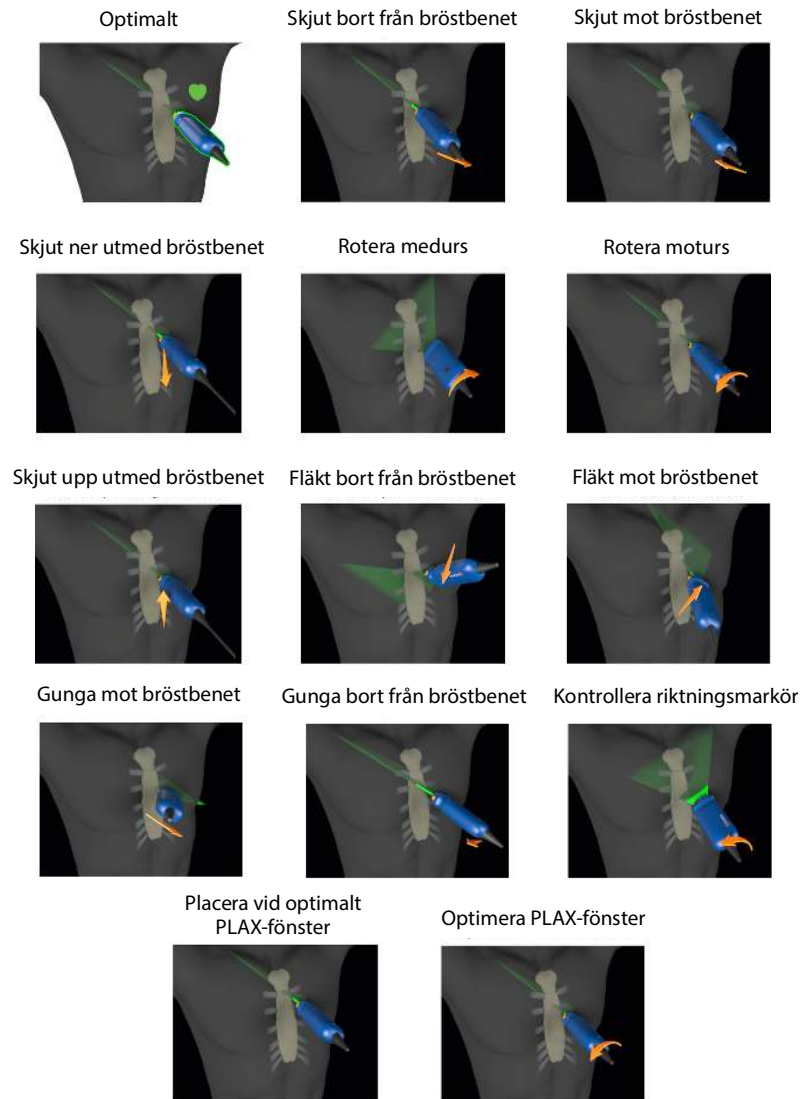 Optimalt
Skjut bort från bröstbenet
Skjut mot bröstbenet
Skjut ner utmed bröstbenet
Rotera medurs
Rotera moturs
Skjut upp utmed bröstbenet
Fläkt bort från bröstbenet
Fläkt mot bröstbenet
Gunga mot bröstbenet
Gunga bort från bröstbenet
Kontrollera riktningsmarkör
Placera vid optimalt
PLAX-fönster
Optimera PLAX-fönster